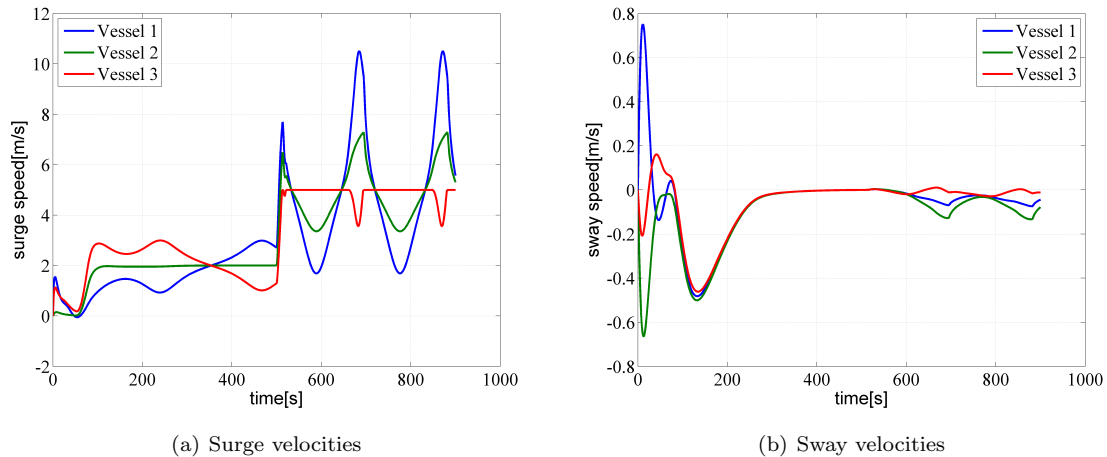 12
10
8
6
4
2
0
-2
0
200
400
600
800
1000
surge speed[m/s]
time[s]
Vessel 1
Vessel 2
Vessel 3
(a) Surge velocities
0.8
0.6
0.4
0.2
0
-0.2
-0.4
-0.6
-0.8
0
200
400
600
800
1000
sway speed[m/s]
time[s]
Vessel 1
Vessel 2
Vessel 3
(b) Sway velocities